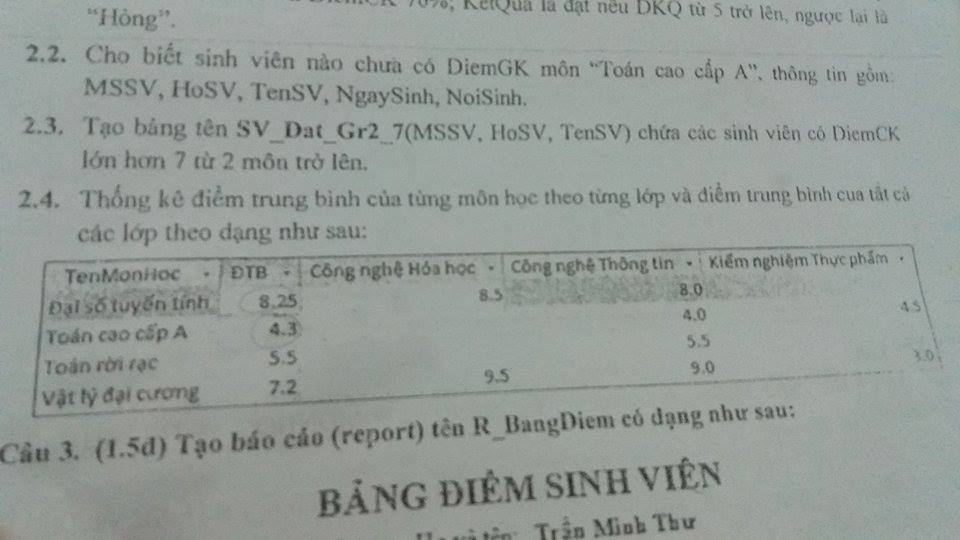 70%, KetQua là đạt nếu DKQ từ 5 trở lên, ngược lại là
“Hỏng”.
2.2. Cho biết sinh viên nào chưa có DiemGK môn “Toán cao cấp A”, thông tin gồm:
MSSV, HoSV, TenSV, NgaySinh, NoiSinh.
2.3. Tạo bảng tên SV_Dat_Gr2_7(MSSV, HoSV, TenSV) chứa các sinh viên có DiemCK
lớn hơn 7 từ 2 môn trở lên.
2.4. Thống kê điểm trung bình của từng môn học theo từng lớp và điểm trung bình cua tất cả
các lớp theo dạng như sau:
TenMonHoc ĐTB Công nghệ Hóa học Công nghệ Thông tin Kiểm nghiệm Thực phẩm
Đại số tuyến tính 8.25 8.5 8.0
Toán cao cấp A 4.3 4.0 4.5
Toán rời rạc 5.5 5.5
Vật lý đại cương 7.2 9.5 9.0 3.0
Câu 3. (1.5đ) Tạo báo cáo (report) tên R_BangDiem có dạng như sau:
BẢNG ĐIỂM SINH VIÊN
Họ và tên: Trần Minh Thư